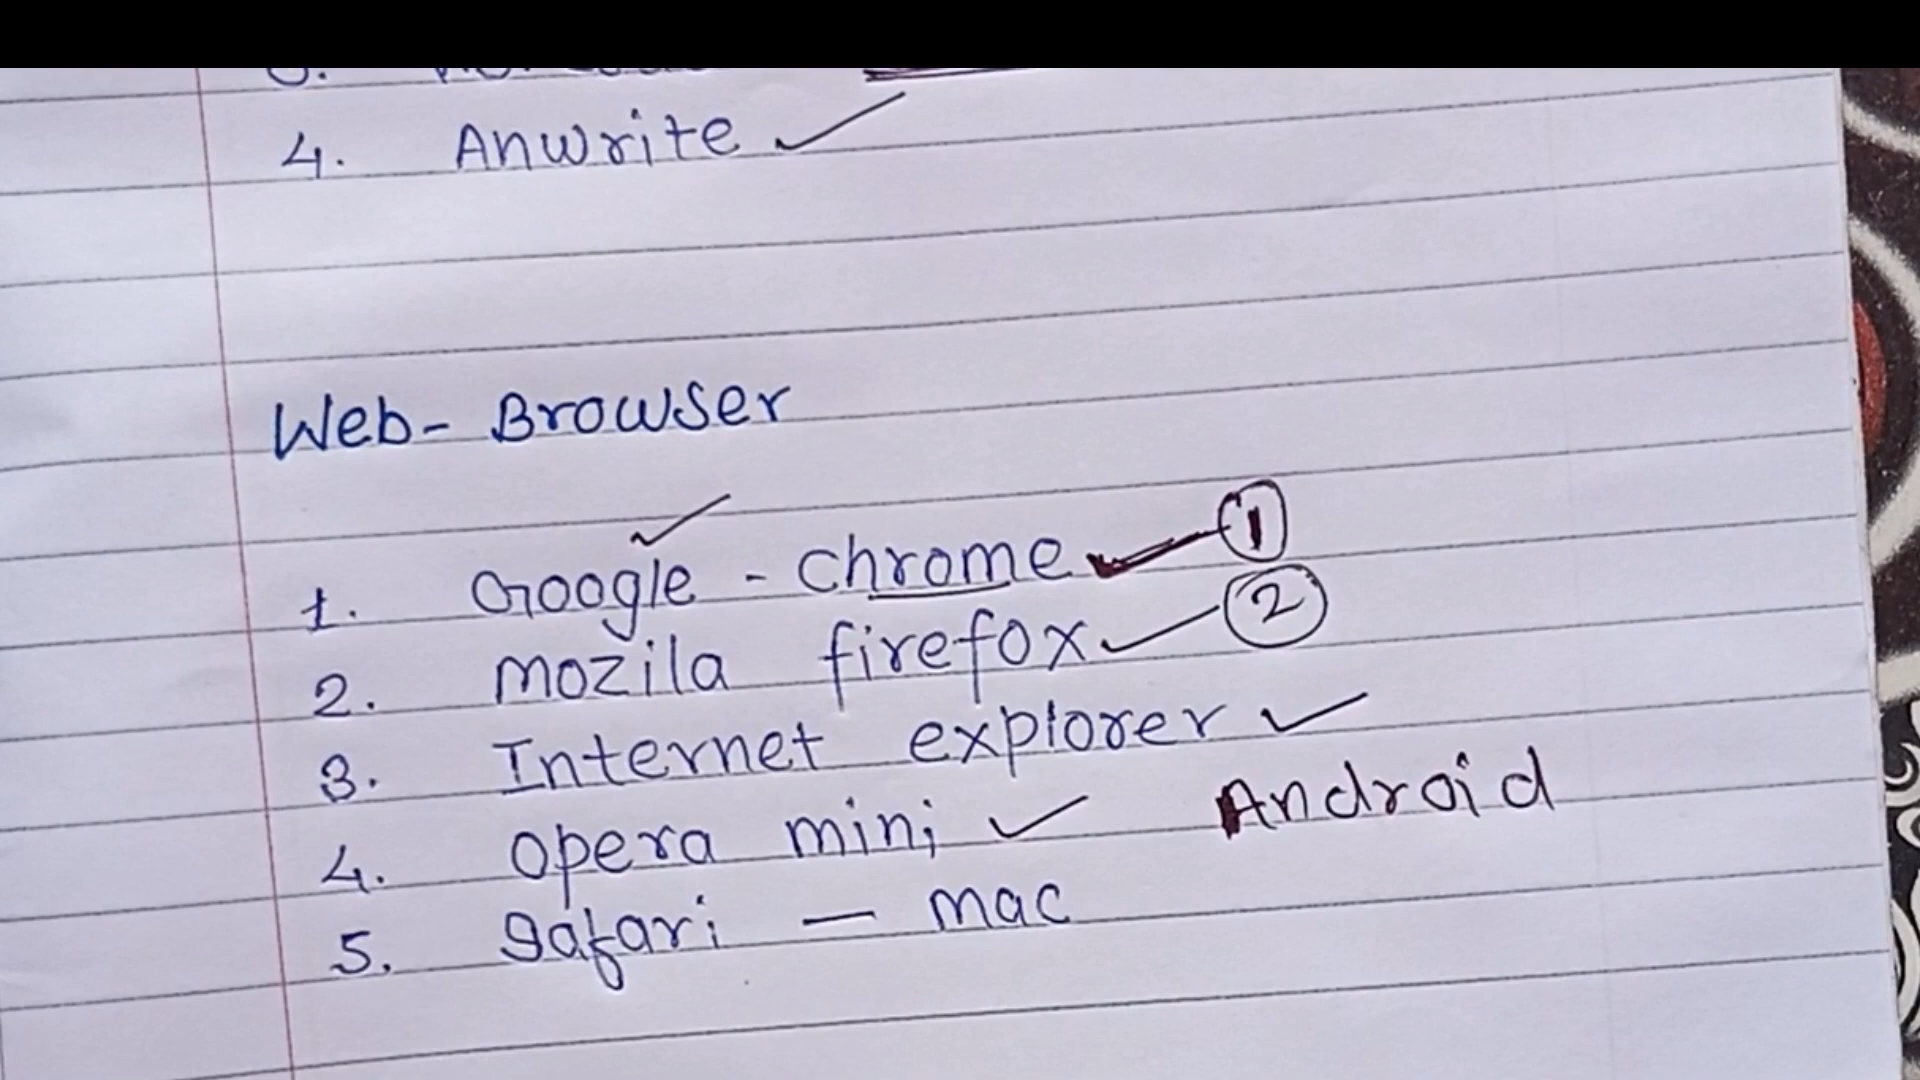 4. Anwrite ✓
Web-Browser
1. Google - chrome ✓ 1
2. mozila firefox ✓ 2
3. Internet explorer ✓
4. opera mini ✓ Android
5. Safari — mac